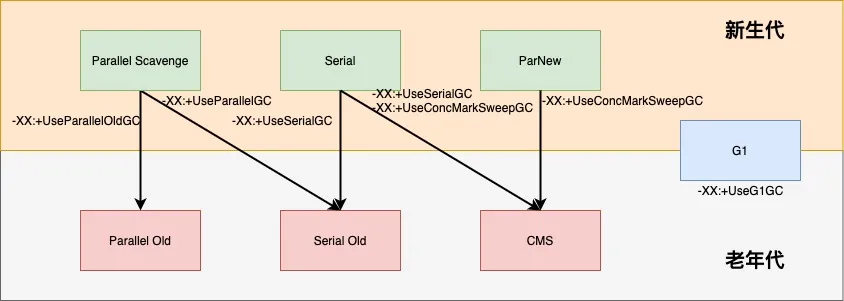 新生代
Parallel Scavenge
Serial
ParNew
-XX:+UseParallelOldGC
-XX:+UseParallelGC
-XX:+UseSerialGC
-XX:+UseSerialGC
-XX:+UseConcMarkSweepGC
-XX:+UseConcMarkSweepGC
G1
-XX:+UseG1GC
Parallel Old
Serial Old
CMS
老年代